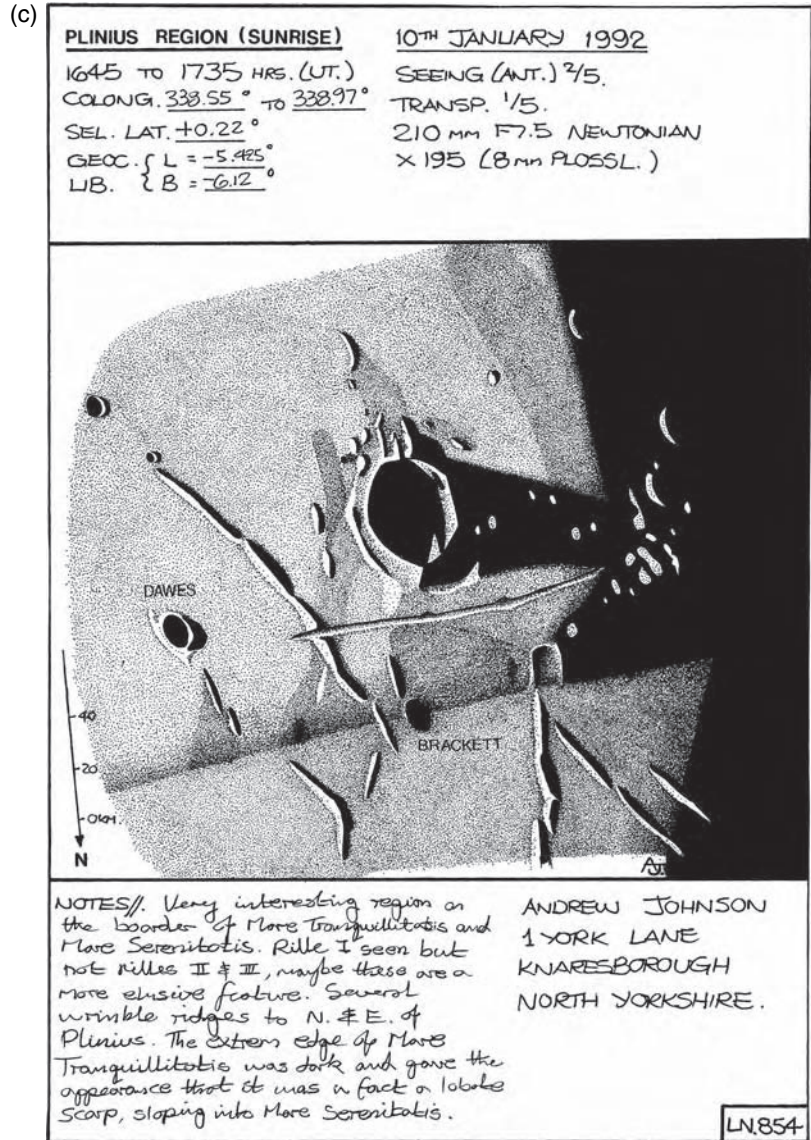 (c)
PLINIUS REGION (SUNRISE)
1645 TO 1735 HRS. (UT.)
COLONG. 338.55° TO 338.97°
SEL. LAT. +0.22°
GEOC. { L = -5.425°
LIB. { B = -6.12°
10TH JANUARY 1992
SEEING (ANT.) 2/5.
TRANSP. 1/5.
210 mm F7.5 NEWTONIAN
X 195 (8mm PLOSSL.)
DAWES
BRACKETT
40
20
0KM.
N
NOTES//. Very interesting region on
the boarder of Mare Tranquillitatis and
Mare Serenitatis. Rille I seen but
not rilles II & III, maybe these are a
more elusive feature. Several
wrinkle ridges to N. & E. of
Plinius. The extrem edge of Mare
Tranquillitatis was dark and gave the
appearance that it was in fact a lobate
scarp, sloping into Mare Serenitatis.
ANDREW JOHNSON
1 YORK LANE
KNARESBOROUGH
NORTH YORKSHIRE.
LN.854